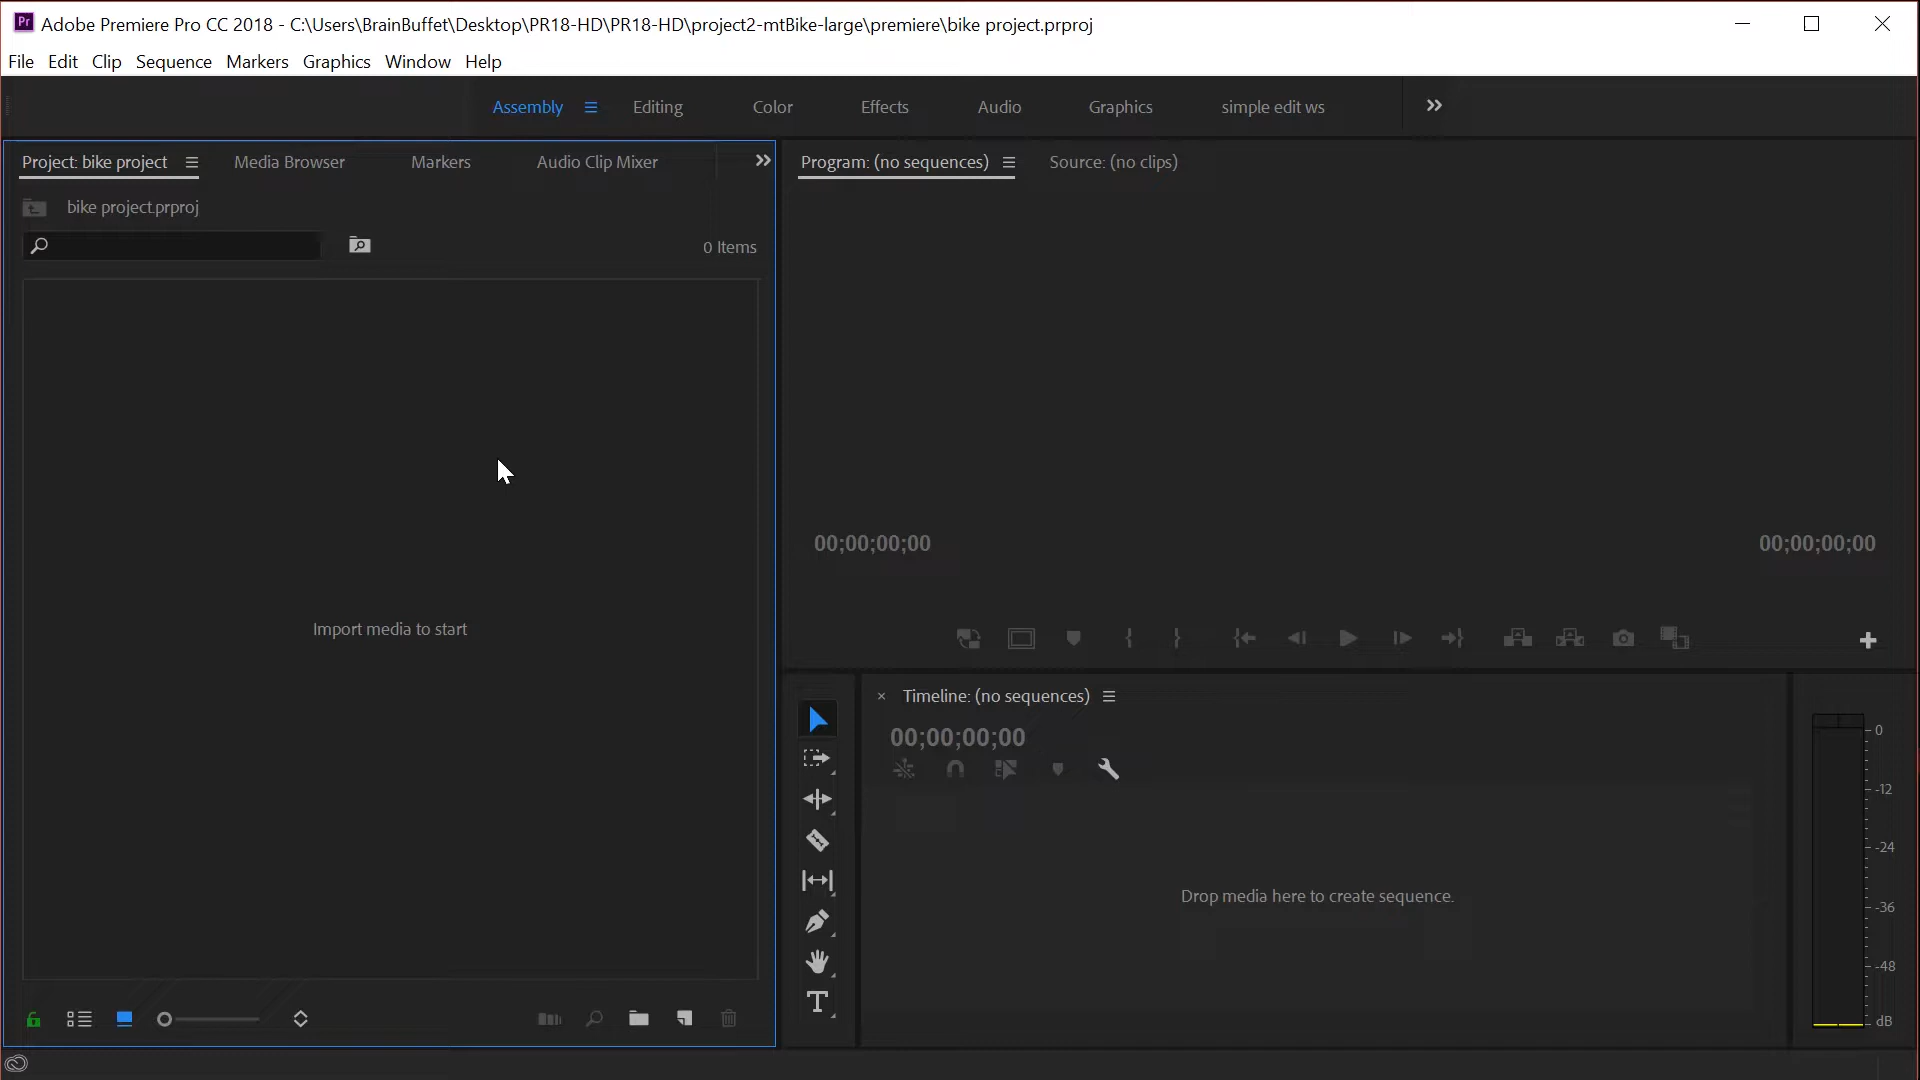 Pr Adobe Premiere Pro CC 2018 - C:\Users\BrainBuffet\Desktop\PR18-HD\PR18-HD\project2-mtBike-large\premiere\bike project.prproj
File Edit Clip Sequence Markers Graphics Window Help
Assembly Editing Color Effects Audio Graphics simple edit ws
Project: bike project Media Browser Markers Audio Clip Mixer
bike project.prproj
0 Items
Import media to start
Program: (no sequences) Source: (no clips)
00;00;00;00 00;00;00;00
Timeline: (no sequences)
00;00;00;00
Drop media here to create sequence.
0
-12
-24
-36
-48
dB